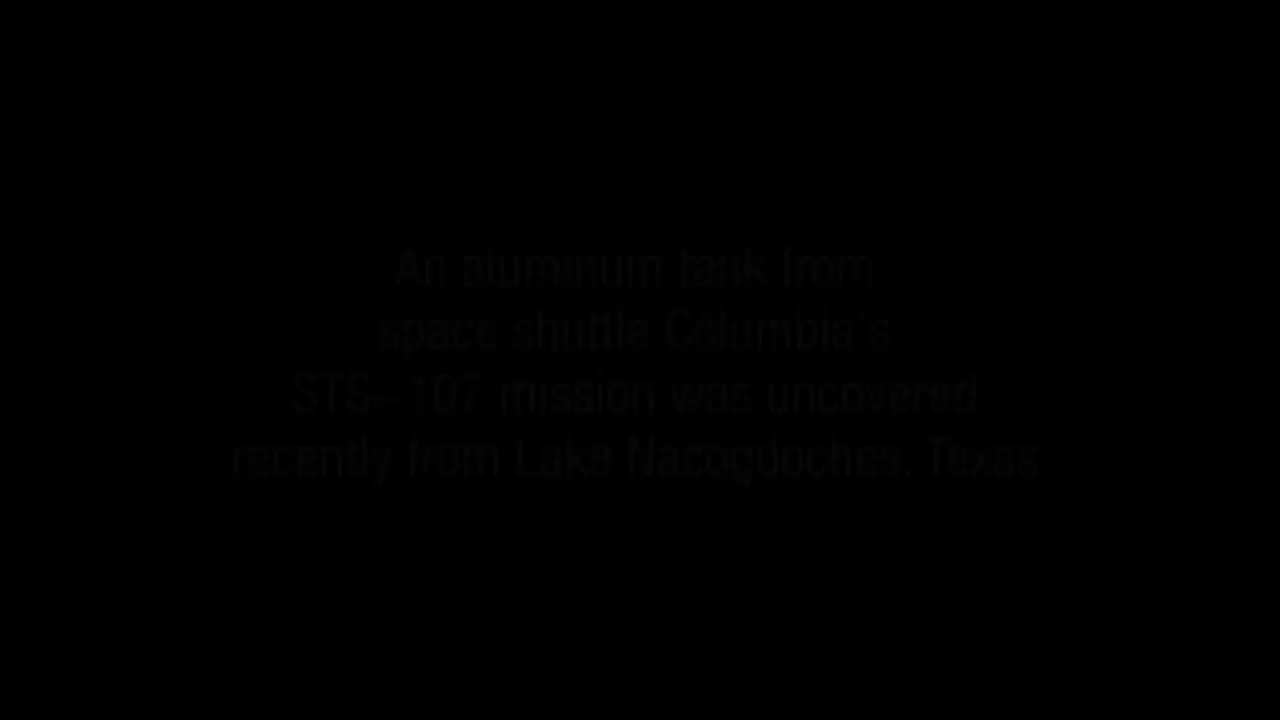 An aluminum tank from
space shuttle Columbia's
STS-107 mission was uncovered
recently from Lake Nacogdoches, Texas